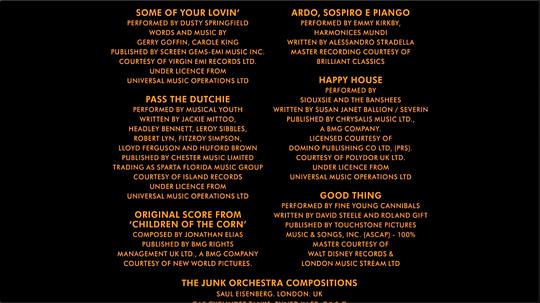 SOME OF YOUR LOVIN'
PERFORMED BY DUSTY SPRINGFIELD
WORDS AND MUSIC BY
GERRY GOFFIN, CAROLE KING
PUBLISHED BY SCREEN GEMS-EMI MUSIC INC.
COURTESY OF VIRGIN EMI RECORDS LTD.
UNDER LICENCE FROM
UNIVERSAL MUSIC OPERATIONS LTD
PASS THE DUTCHIE
PERFORMED BY MUSICAL YOUTH
WRITTEN BY JACKIE MITTOO,
HEADLEY BENNETT, LEROY SIBBLES,
ROBERT LYN, FITZROY SIMPSON,
LLOYD FERGUSON AND HUFORD BROWN
PUBLISHED BY CHESTER MUSIC LIMITED
TRADING AS SPARTA FLORIDA MUSIC GROUP
COURTESY OF ISLAND RECORDS
UNDER LICENCE FROM
UNIVERSAL MUSIC OPERATIONS LTD
ORIGINAL SCORE FROM
'CHILDREN OF THE CORN'
COMPOSED BY JONATHAN ELIAS
PUBLISHED BY BMG RIGHTS
MANAGEMENT UK LTD., A BMG COMPANY
COURTESY OF NEW WORLD PICTURES.
ARDO, SOSPIRO E PIANGO
PERFORMED BY EMMY KIRKBY,
HARMONICES MUNDI
WRITTEN BY ALESSANDRO STRADELLA
MASTER RECORDING COURTESY OF
BRILLIANT CLASSICS
HAPPY HOUSE
PERFORMED BY
SIOUXSIE AND THE BANSHEES
WRITTEN BY SUSAN JANET BALLION / SEVERIN
PUBLISHED BY CHRYSALIS MUSIC LTD.,
A BMG COMPANY.
LICENSED COURTESY OF
DOMINO PUBLISHING CO LTD, (PRS).
COURTESY OF POLYDOR UK LTD.
UNDER LICENCE FROM
UNIVERSAL MUSIC OPERATIONS LTD
GOOD THING
PERFORMED BY FINE YOUNG CANNIBALS
WRITTEN BY DAVID STEELE AND ROLAND GIFT
PUBLISHED BY TOUCHSTONE PICTURES
MUSIC & SONGS, INC. (ASCAP) - 100%
MASTER COURTESY OF
WALT DISNEY RECORDS &
LONDON MUSIC STREAM LTD
THE JUNK ORCHESTRA COMPOSITIONS
SAUL EISENBERG. LONDON. UK